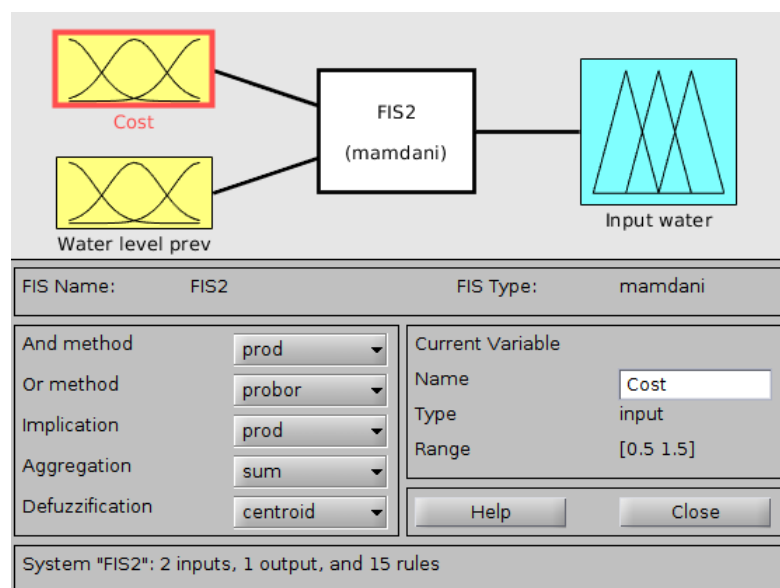 Cost
FIS2
(mamdani)
Water level prev
Input water
FIS Name: FIS2 FIS Type: mamdani
And method prod
Or method probor
Implication prod
Aggregation sum
Defuzzification centroid
Current Variable
Name Cost
Type input
Range [0.5 1.5]
Help Close
System "FIS2": 2 inputs, 1 output, and 15 rules